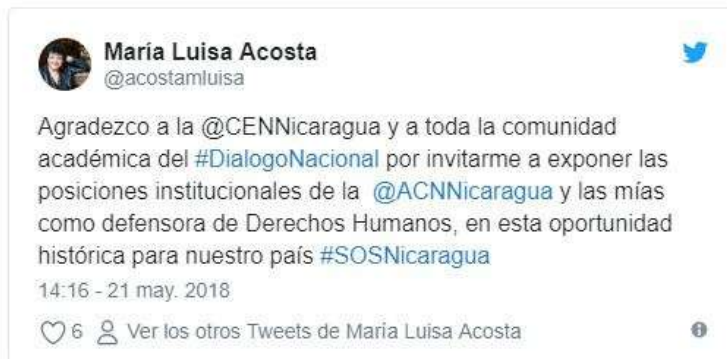 María Luisa Acosta
@acostamluisa
Agradezco a la @CENNicaragua y a toda la comunidad
académica del #DialogoNacional por invitarme a exponer las
posiciones institucionales de la @ACNNicaragua y las mías
como defensora de Derechos Humanos, en esta oportunidad
histórica para nuestro país #SOSNicaragua
14:16 - 21 may. 2018
6 Ver los otros Tweets de María Luisa Acosta